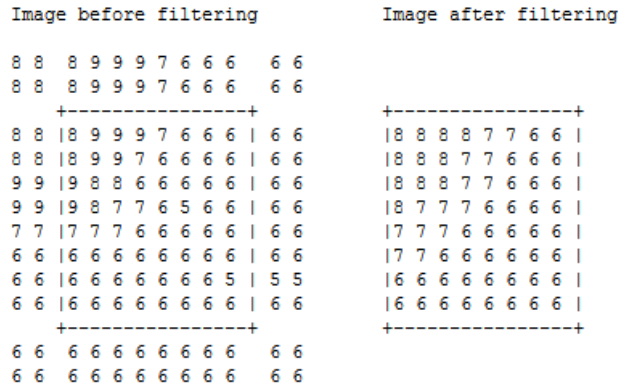 Image before filtering                Image after filtering
8 8  8 9 9 9 7 6 6 6   6 6
8 8  8 9 9 9 7 6 6 6   6 6
    +----------------+                +----------------+
8 8 |8 9 9 9 7 6 6 6 | 6 6            |8 8 8 8 7 7 6 6 |
8 8 |8 9 9 7 6 6 6 6 | 6 6            |8 8 8 7 7 6 6 6 |
9 9 |9 8 8 6 6 6 6 6 | 6 6            |8 8 8 7 7 6 6 6 |
9 9 |9 8 7 7 6 5 6 6 | 6 6            |8 7 7 7 6 6 6 6 |
7 7 |7 7 7 6 6 6 6 6 | 6 6            |7 7 7 6 6 6 6 6 |
6 6 |6 6 6 6 6 6 6 6 | 6 6            |7 7 6 6 6 6 6 6 |
6 6 |6 6 6 6 6 6 6 5 | 5 5            |6 6 6 6 6 6 6 6 |
6 6 |6 6 6 6 6 6 6 6 | 6 6            |6 6 6 6 6 6 6 6 |
    +----------------+                +----------------+
6 6  6 6 6 6 6 6 6 6   6 6
6 6  6 6 6 6 6 6 6 6   6 6